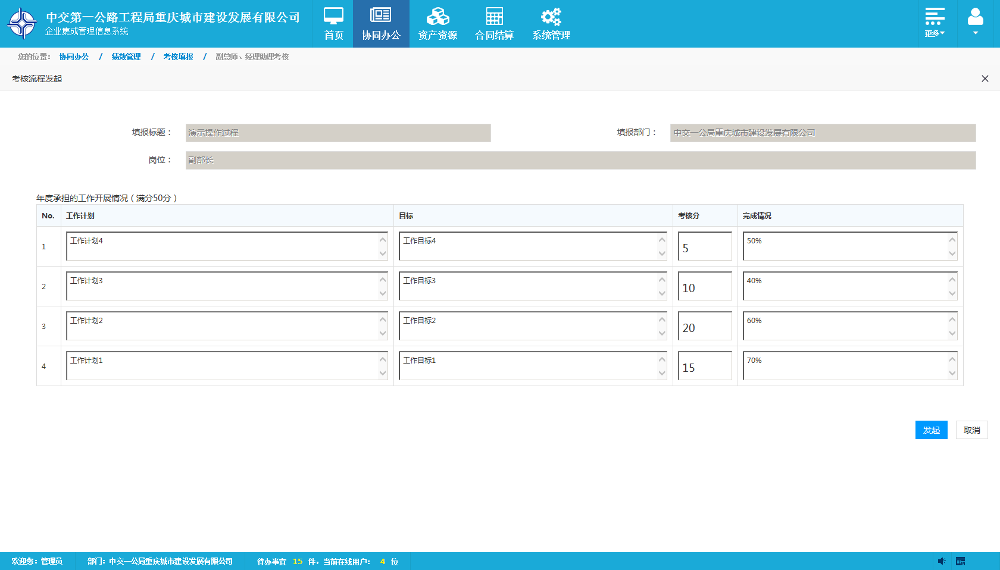 中交第一公路工程局重庆城市建设发展有限公司
企业集成管理信息系统
首页
协同办公
资产资源
合同结算
系统管理
更多
您的位置： 协同办公 / 绩效管理 / 考核填报 / 副总师、经理助理考核
考核流程发起
填报标题： 演示操作过程 填报部门： 中交一公局重庆城市建设发展有限公司
岗位： 副部长
年度承担的工作开展情况（满分50分）
No. 工作计划 目标 考核分 完成情况
1 工作计划4 工作目标4 5 50%
2 工作计划3 工作目标3 10 40%
3 工作计划2 工作目标2 20 60%
4 工作计划1 工作目标1 15 70%
发起 取消
欢迎您：管理员 部门：中交一公局重庆城市建设发展有限公司 待办事宜 15 件，当前在线用户： 4 位